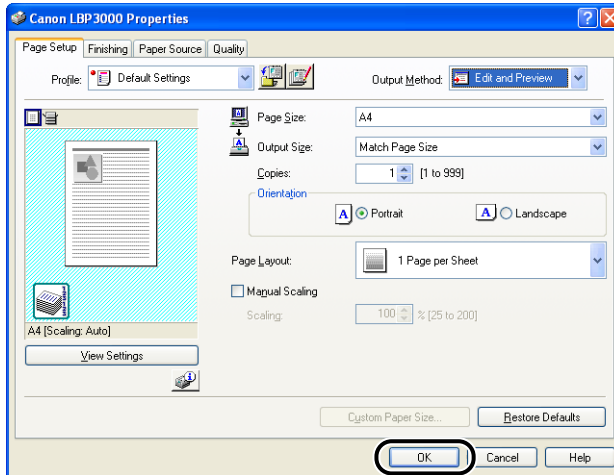 Canon LBP3000 Properties
Page Setup Finishing Paper Source Quality
Profile: Default Settings Output Method: Edit and Preview
Page Size: A4
Output Size: Match Page Size
Copies: 1 [1 to 999]
Orientation
A Portrait A Landscape
Page Layout: 1 Page per Sheet
Manual Scaling
Scaling: 100 % [25 to 200]
A4 [Scaling: Auto]
View Settings
Custom Paper Size... Restore Defaults
OK Cancel Help